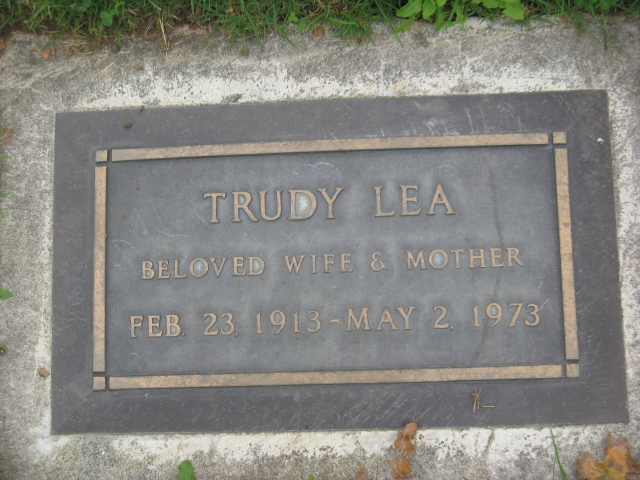 TRUDY LEA
BELOVED WIFE & MOTHER
FEB. 23, 1913 - MAY 2, 1973